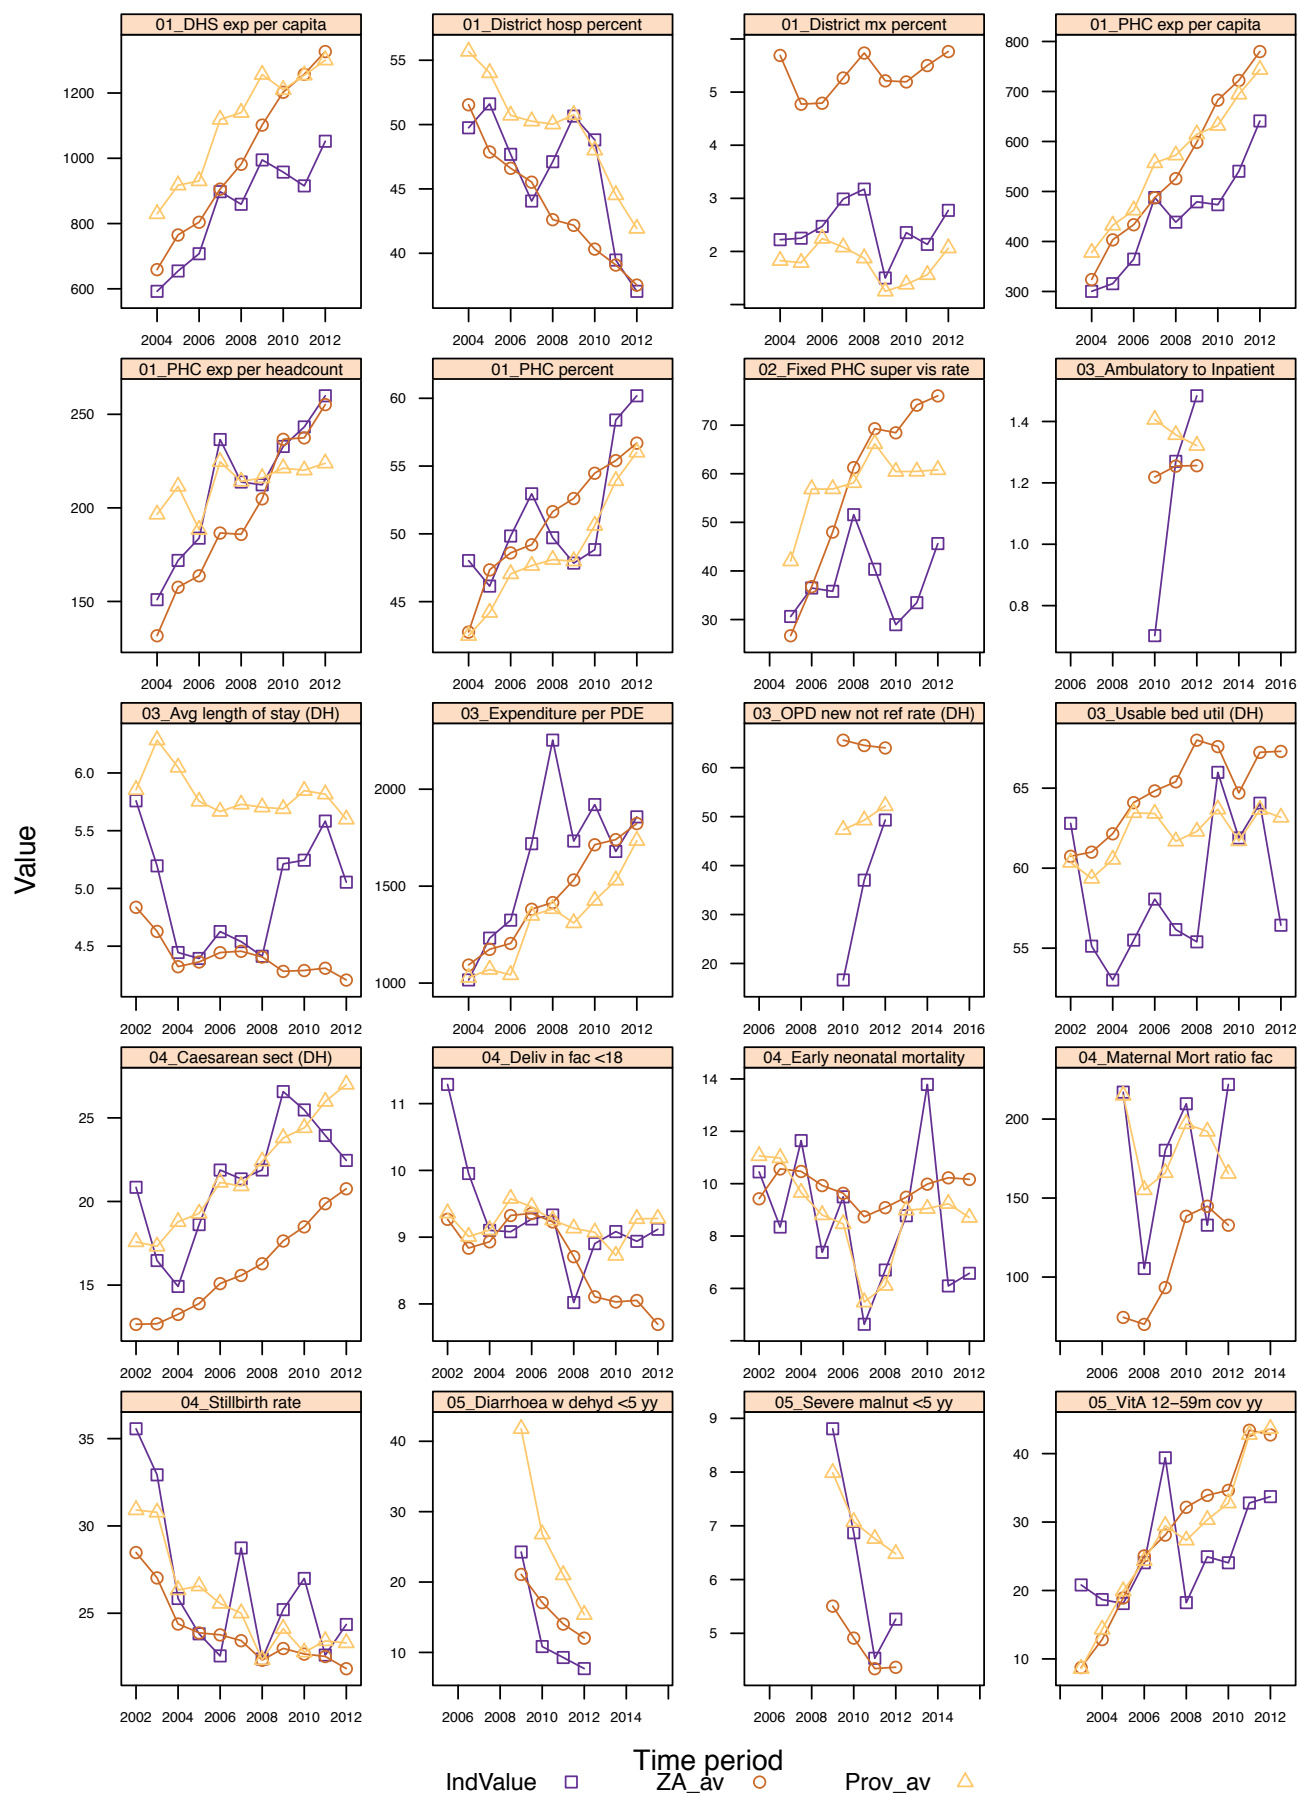 01_DHS exp per capita 01_District hosp percent 01_District mx percent 01_PHC exp per capita
600 800 1000 1200
40 45 50 55
2 3 5
300 400 500 600 700 800
2004 2006 2008 2010 2012 2004 2006 2008 2010 2012 2004 2006 2008 2010 2012 2004 2006 2008 2010 2012
01_PHC exp per headcount 01_PHC percent 02_Fixed PHC super vis rate 03_Ambulatory to Inpatient
150 200 250
45 50 55 60
30 40 50 60 70
0.8 1.0 1.2 1.4
2004 2006 2008 2010 2012 2004 2006 2008 2010 2012 2004 2006 2008 2010 2012 2006 2008 2010 2012 2014 2016
03_Avg length of stay (DH) 03_Expenditure per PDE 03_OPD new not ref rate (DH) 03_Usable bed util (DH)
4.5 5.0 5.5 6.0
1000 1500 2000
20 30 40 50 60
55 60 65
2002 2004 2006 2008 2010 2012 2004 2006 2008 2010 2012 2006 2008 2010 2012 2014 2016 2002 2004 2006 2008 2010 2012
Value
04_Caesarean sect (DH) 04_Deliv in fac <18 04_Early neonatal mortality 04_Maternal Mort ratio fac
15 20 25
8 9 10 11
6 8 10 12 14
100 150 200
2002 2004 2006 2008 2010 2012 2002 2004 2006 2008 2010 2012 2002 2004 2006 2008 2010 2012 2006 2008 2010 2012 2014
04_Stillbirth rate 05_Diarrhoea w dehyd <5 yy 05_Severe malnut <5 yy 05_VitA 12−59m cov yy
25 30 35
10 20 30 40
5 6 7 8 9
10 20 30 40
2002 2004 2006 2008 2010 2012 2006 2008 2010 2012 2014 2006 2008 2010 2012 2014 2004 2006 2008 2010 2012
Time period
IndValue ZA_av Prov_av